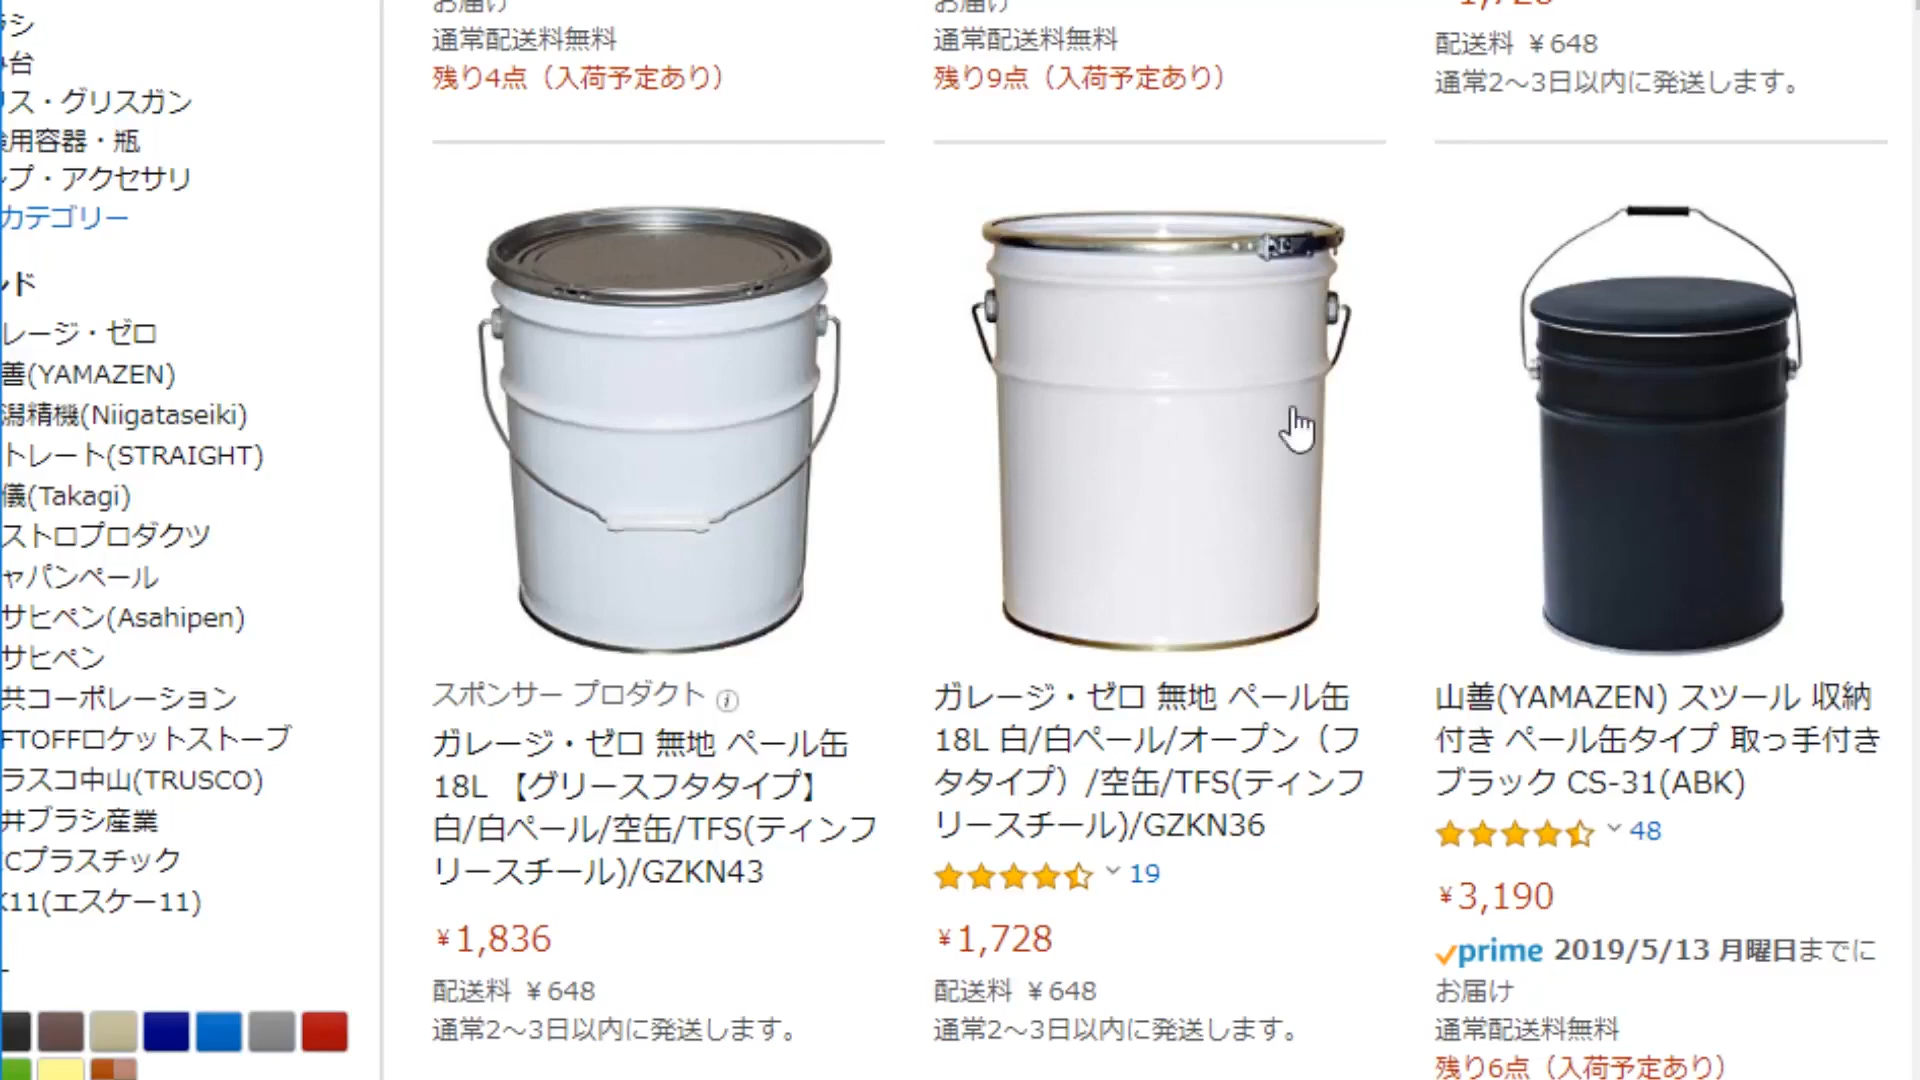 台
ス・グリスガン
用容器・瓶
プ・アクセサリ
カテゴリー
ンド
レージ・ゼロ
善(YAMAZEN)
潟精機(Niigataseiki)
トレート(STRAIGHT)
儀(Takagi)
ストロプロダクツ
ャパンペール
サヒペン(Asahipen)
サヒペン
共コーポレーション
FTOFFロケットストーブ
ラスコ中山(TRUSCO)
井ブラシ産業
Cプラスチック
K11(エスケー11)
お届け
通常配送料無料
残り4点（入荷予定あり）
お届け
通常配送料無料
残り9点（入荷予定あり）
1,728
配送料 ￥648
通常2～3日以内に発送します。
スポンサー プロダクト
ガレージ・ゼロ 無地 ペール缶
18L 【グリースフタタイプ】
白/白ペール/空缶/TFS(ティンフ
リースチール)/GZKN43
￥1,836
配送料 ￥648
通常2～3日以内に発送します。
ガレージ・ゼロ 無地 ペール缶
18L 白/白ペール/オープン（フ
タタイプ）/空缶/TFS(ティンフ
リースチール)/GZKN36
19
￥1,728
配送料 ￥648
通常2～3日以内に発送します。
山善(YAMAZEN) スツール 収納
付き ペール缶タイプ 取っ手付き
ブラック CS-31(ABK)
48
￥3,190
prime 2019/5/13 月曜日までに
お届け
通常配送料無料
残り6点（入荷予定あり）